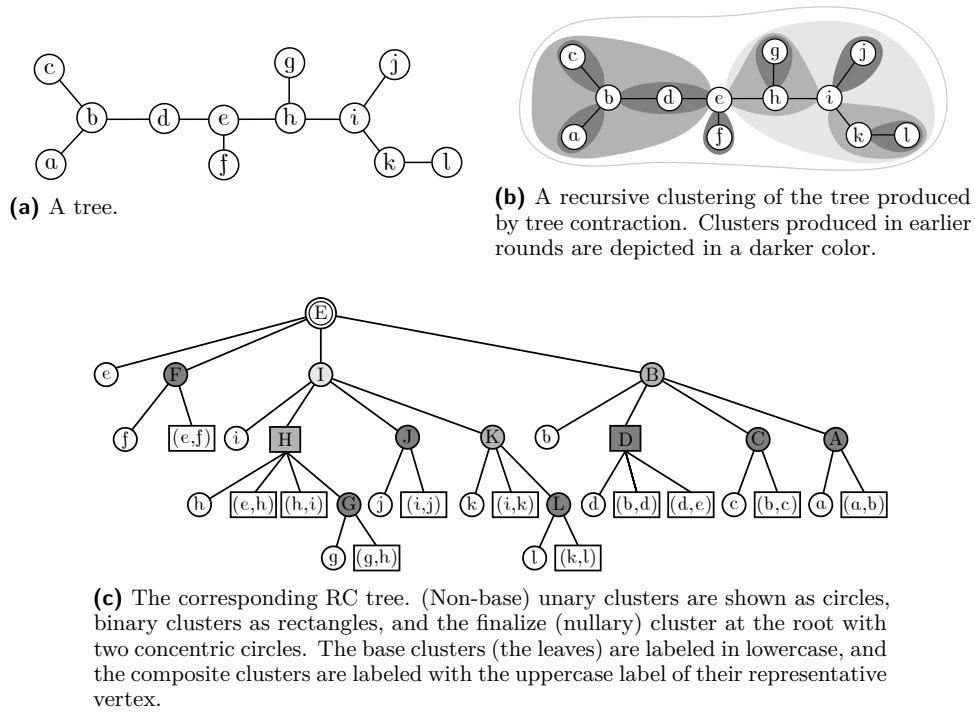 c g j
b d e h i
a f k l
(a) A tree.
c g j
b d e h i
a f k l
(b) A recursive clustering of the tree produced
by tree contraction. Clusters produced in earlier
rounds are depicted in a darker color.
E
e F I B
f (e,f) i H J K b D C A
h (e,h) (h,i) G j (i,j) k (i,k) L d (b,d) (d,e) c (b,c) a (a,b)
g (g,h) l (k,l)
(c) The corresponding RC tree. (Non-base) unary clusters are shown as circles,
binary clusters as rectangles, and the finalize (nullary) cluster at the root with
two concentric circles. The base clusters (the leaves) are labeled in lowercase, and
the composite clusters are labeled with the uppercase label of their representative
vertex.